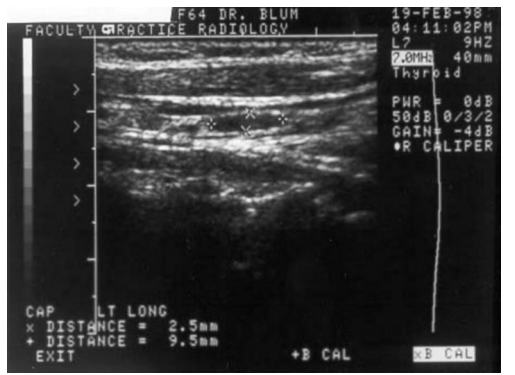 F64 DR. BLUM
FACULTY PRACTICE RADIOLOGY
19-FEB-98
04:11:02PM
L7 9HZ
7.0MHz 40mm
Thyroid
PWR = 0dB
50dB 0/3/2
GAIN= -4dB
♦R CALIPER
CAP LT LONG
x DISTANCE = 2.5mm
+ DISTANCE = 9.5mm
EXIT +B CAL xB CAL